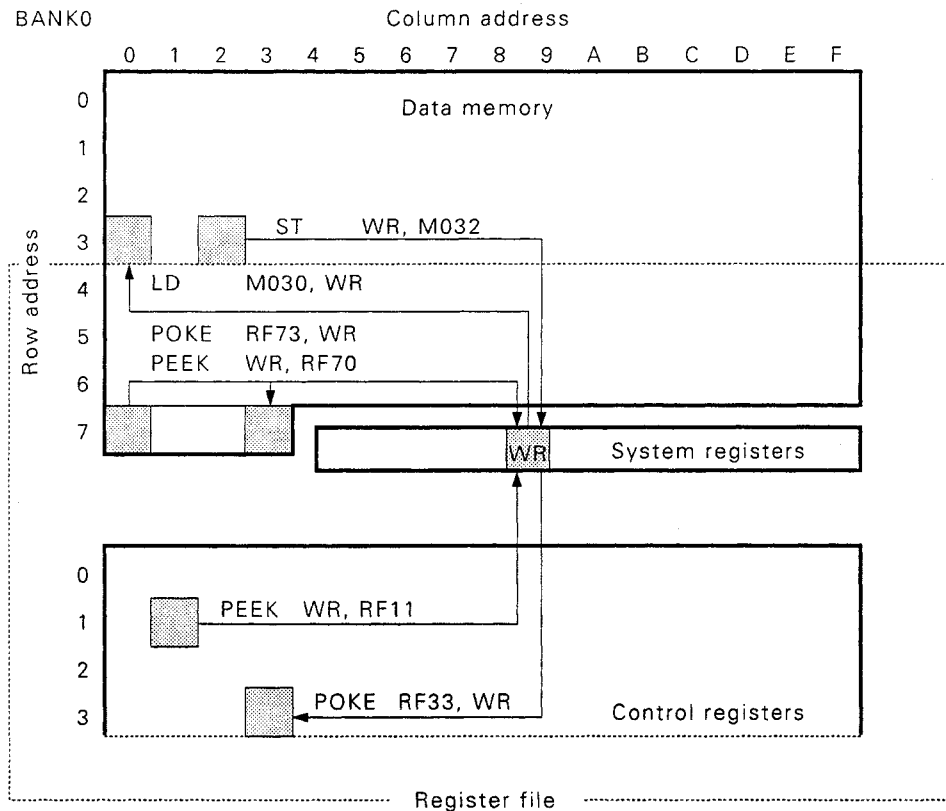 BANK0 Column address
0 1 2 3 4 5 6 7 8 9 A B C D E F
Row address
0
Data memory
1
2
3
ST WR, M032
4
LD M030, WR
5
POKE RF73, WR
PEEK WR, RF70
6
7
WR
System registers
0
1
PEEK WR, RF11
2
3
POKE RF33, WR
Control registers
Register file